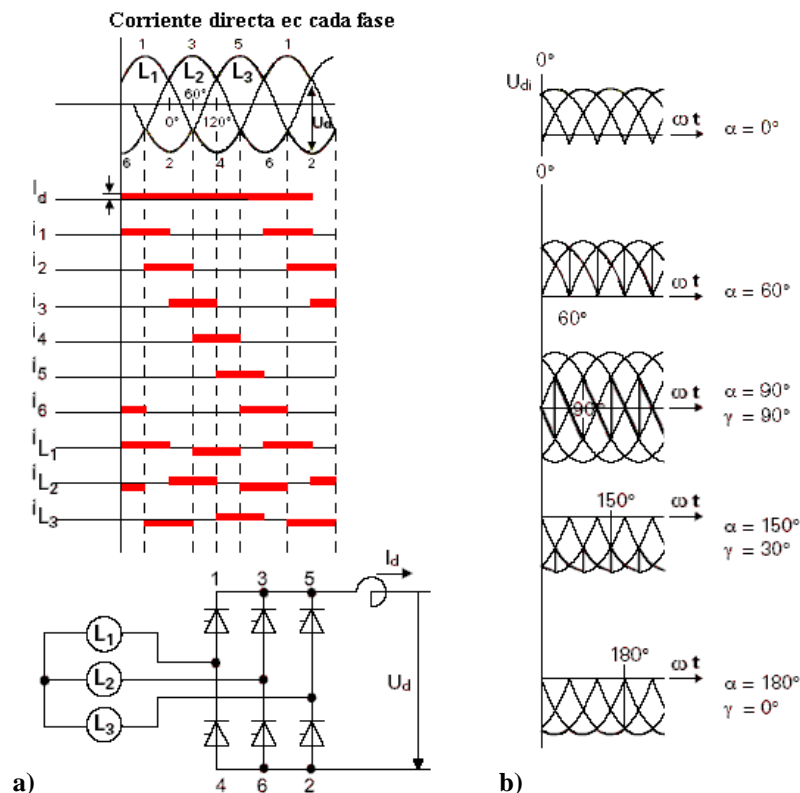 Corriente directa ec cada fase
1 3 5 1
L1 L2 L3
60°
0° 120° Ud
6 2 4 6 2
Id
i1
i2
i3
i4
i5
i6
iL1
iL2
iL3
1 3 5 Id
L1
L2
L3
Ud
4 6 2
a)
0°
Udi
ωt α = 0°
0°
ωt α = 60°
60°
90° ωt α = 90°
γ = 90°
150° ωt α = 150°
γ = 30°
180° ωt α = 180°
γ = 0°
b)